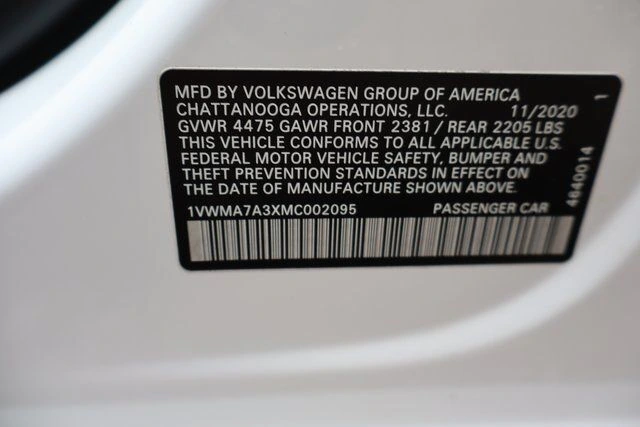 MFD BY VOLKSWAGEN GROUP OF AMERICA
CHATTANOOGA OPERATIONS, LLC. 11/2020 1
GVWR 4475 GAWR FRONT 2381 / REAR 2205 LBS
THIS VEHICLE CONFORMS TO ALL APPLICABLE U.S.
FEDERAL MOTOR VEHICLE SAFETY, BUMPER AND
THEFT PREVENTION STANDARDS IN EFFECT ON
THE DATE OF MANUFACTURE SHOWN ABOVE.
1VWMA7A3XMC002095 PASSENGER CAR
4640014